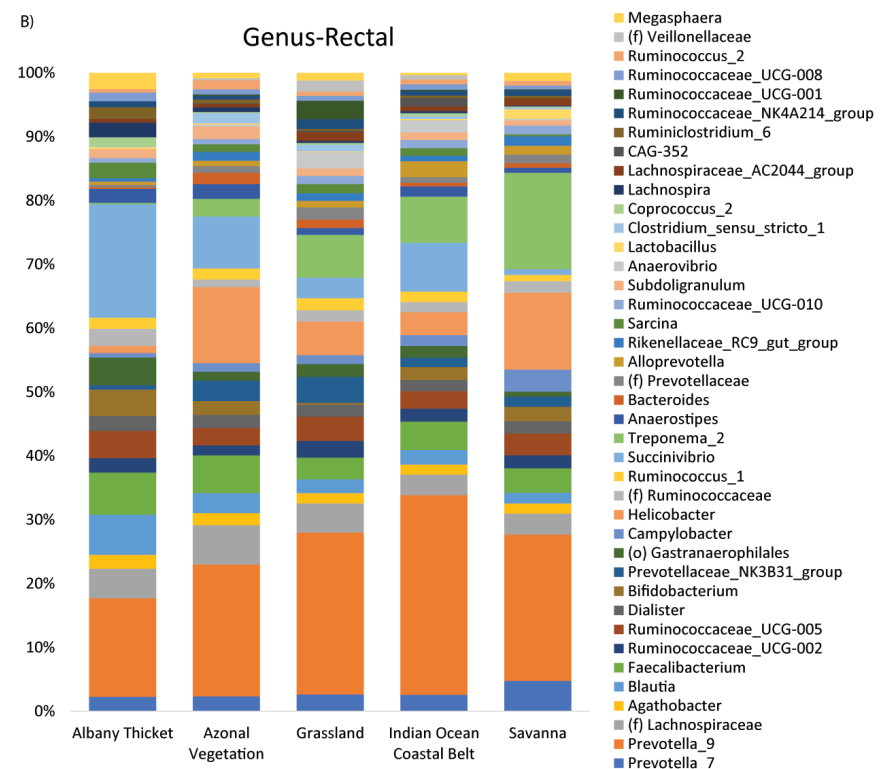 B)
Genus-Rectal
100%
90%
80%
70%
60%
50%
40%
30%
20%
10%
0%
Albany Thicket
Azonal
Vegetation
Grassland
Indian Ocean
Coastal Belt
Savanna
Megasphaera
(f) Veillonellaceae
Ruminococcus_2
Ruminococcaceae_UCG-008
Ruminococcaceae_UCG-001
Ruminococcaceae_NK4A214_group
Ruminiclostridium_6
CAG-352
Lachnospiraceae_AC2044_group
Lachnospira
Coprococcus_2
Clostridium_sensu_stricto_1
Lactobacillus
Anaerovibrio
Subdoligranulum
Ruminococcaceae_UCG-010
Sarcina
Rikenellaceae_RC9_gut_group
Alloprevotella
(f) Prevotellaceae
Bacteroides
Anaerostipes
Treponema_2
Succinivibrio
Ruminococcus_1
(f) Ruminococcaceae
Helicobacter
Campylobacter
(o) Gastranaerophilales
Prevotellaceae_NK3B31_group
Bifidobacterium
Dialister
Ruminococcaceae_UCG-005
Ruminococcaceae_UCG-002
Faecalibacterium
Blautia
Agathobacter
(f) Lachnospiraceae
Prevotella_9
Prevotella_7